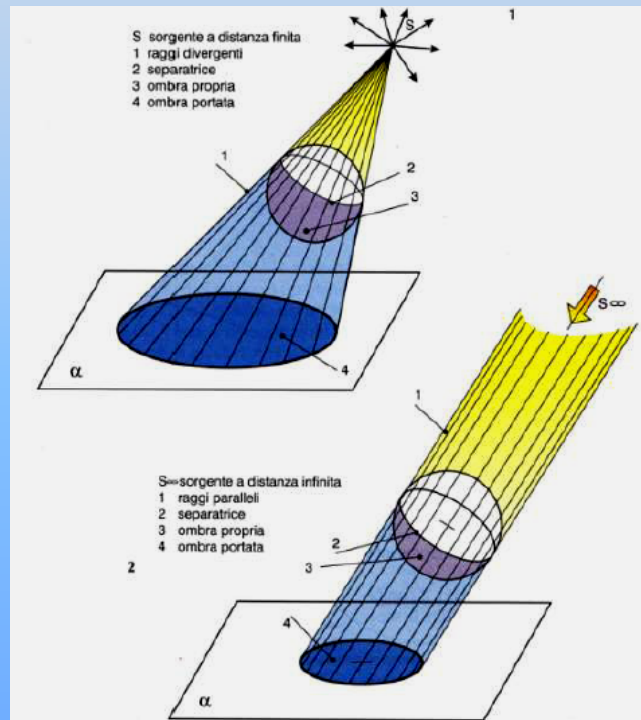 1
S sorgente a distanza finita
1 raggi divergenti
2 separatrice
3 ombra propria
4 ombra portata
S
1
2
3
4
α
S∞
1
S∞ sorgente a distanza infinita
1 raggi paralleli
2 separatrice
3 ombra propria
4 ombra portata
2
2
3
4
α